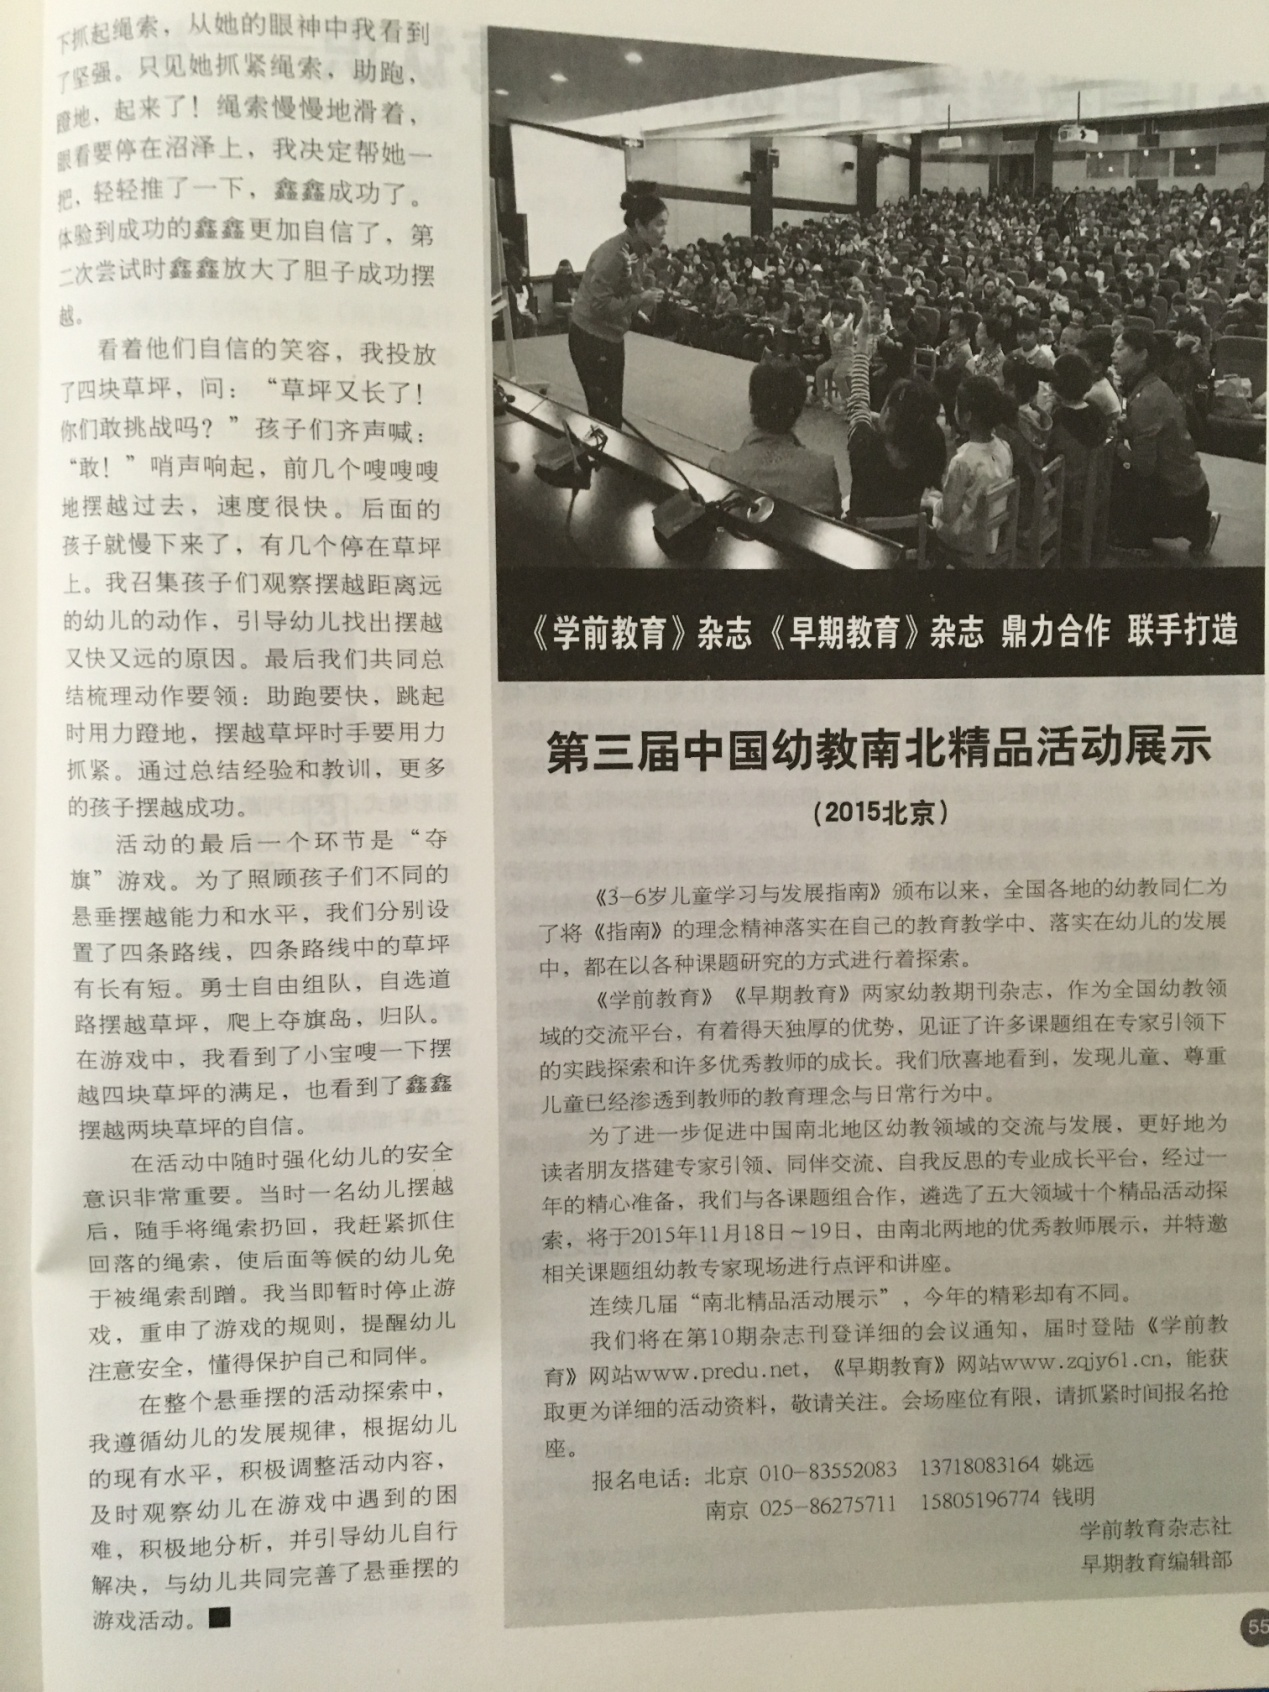 下抓起绳索，从她的眼神中我看到
了坚强。只见她抓紧绳索，助跑，
蹬地，起来了！绳索慢慢地滑着，
眼看要停在沼泽上，我决定帮她一
把，轻轻推了一下，鑫鑫成功了。
体验到成功的鑫鑫更加自信了，第
二次尝试时鑫鑫放大了胆子成功摆
越。
看着他们自信的笑容，我投放
了四块草坪，问：“草坪又长了！
你们敢挑战吗？”孩子们齐声喊：
“敢！”哨声响起，前几个嗖嗖嗖
地摆越过去，速度很快。后面的
孩子就慢下来了，有几个停在草坪
上。我召集孩子们观察摆越距离远
的幼儿的动作，引导幼儿找出摆越
又快又远的原因。最后我们共同总
结梳理动作要领：助跑要快，跳起
时用力蹬地，摆越草坪时手要用力
抓紧。通过总结经验和教训，更多
的孩子摆越成功。
活动的最后一个环节是“夺
旗”游戏。为了照顾孩子们不同的
悬垂摆越能力和水平，我们分别设
置了四条路线，四条路线中的草坪
有长有短。勇士自由组队，自选道
路摆越草坪，爬上夺旗岛，归队。
在游戏中，我看到了小宝嗖一下摆
越四块草坪的满足，也看到了鑫鑫
摆越两块草坪的自信。
在活动中随时强化幼儿的安全
意识非常重要。当时一名幼儿摆越
后，随手将绳索扔回，我赶紧抓住
回落的绳索，使后面等候的幼儿免
于被绳索刮蹭。我当即暂时停止游
戏，重申了游戏的规则，提醒幼儿
注意安全，懂得保护自己和同伴。
在整个悬垂摆的活动探索中，
我遵循幼儿的发展规律，根据幼儿
的现有水平，积极调整活动内容，
及时观察幼儿在游戏中遇到的困
难，积极地分析，并引导幼儿自行
解决，与幼儿共同完善了悬垂摆的
游戏活动。■
《学前教育》杂志《早期教育》杂志 鼎力合作 联手打造
第三届中国幼教南北精品活动展示
（2015北京）
《3-6岁儿童学习与发展指南》颁布以来，全国各地的幼教同仁为
了将《指南》的理念精神落实在自己的教育教学中、落实在幼儿的发展
中，都在以各种课题研究的方式进行着探索。
《学前教育》《早期教育》两家幼教期刊杂志，作为全国幼教领
域的交流平台，有着得天独厚的优势，见证了许多课题组在专家引领下
的实践探索和许多优秀教师的成长。我们欣喜地看到，发现儿童、尊重
儿童已经渗透到教师的教育理念与日常行为中。
为了进一步促进中国南北地区幼教领域的交流与发展，更好地为
读者朋友搭建专家引领、同伴交流、自我反思的专业成长平台，经过一
年的精心准备，我们与各课题组合作，遴选了五大领域十个精品活动探
索，将于2015年11月18日～19日，由南北两地的优秀教师展示，并特邀
相关课题组幼教专家现场进行点评和讲座。
连续几届“南北精品活动展示”，今年的精彩却有不同。
我们将在第10期杂志刊登详细的会议通知，届时登陆《学前教
育》网站www.predu.net，《早期教育》网站www.zqjy61.cn，能获
取更为详细的活动资料，敬请关注。会场座位有限，请抓紧时间报名抢
座。
报名电话：北京 010-83552083 13718083164 姚远
南京 025-86275711 15805196774 钱明
学前教育杂志社
早期教育编辑部
55